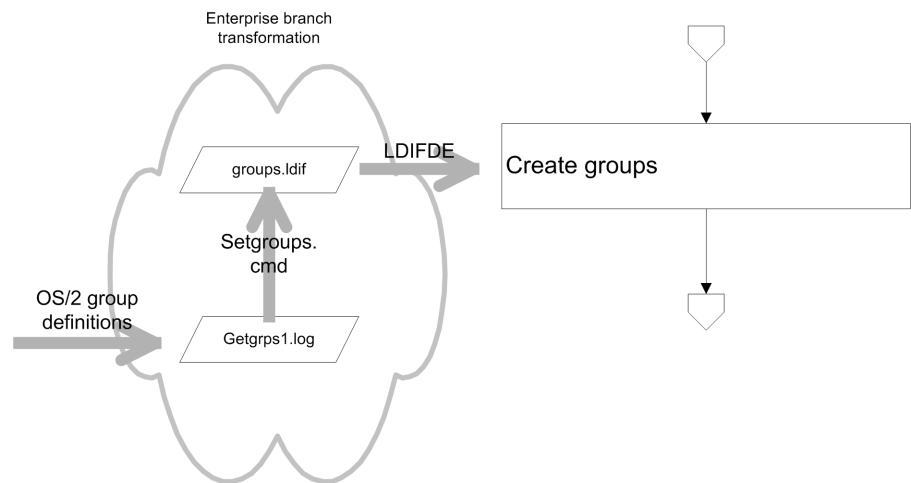 Enterprise branch
transformation
groups.ldif
LDIFDE
Create groups
Setgroups.
cmd
OS/2 group
definitions
Getgrps1.log